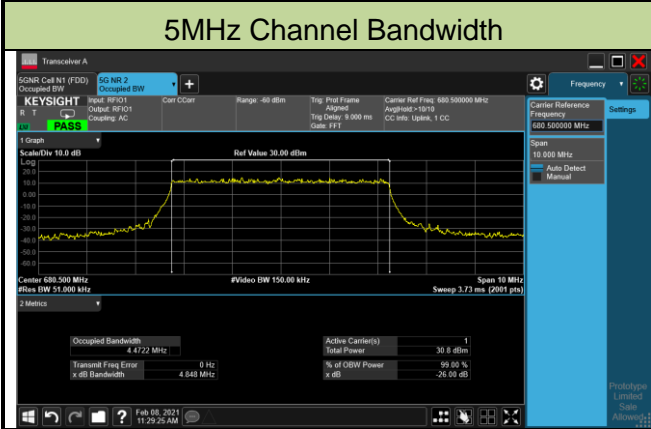 5MHz Channel Bandwidth
Transceiver A
5GNR Cell N1 (FDD)
Occupied BW
5G NR 2
Occupied BW
Frequency
KEYSIGHT
R T
PASS
Input: RFIO1
Output: RFIO1
Coupling: AC
Corr CCorr
Range: -60 dBm
Trig: Prot Frame
Aligned
Trig Delay: 9.000 ms
Gate: FFT
Carrier Ref Freq: 680.500000 MHz
Avg|Hold:>10/10
CC Info: Uplink, 1 CC
Carrier Reference
Frequency
680.500000 MHz
Settings
Span
10.000 MHz
Auto Detect
Manual
1 Graph
Scale/Div 10.0 dB
Ref Value 30.00 dBm
Log
20.0
10.0
0.00
-10.0
-20.0
-30.0
-40.0
-50.0
-60.0
Center 680.500 MHz
#Res BW 51.000 kHz
#Video BW 150.00 kHz
Span 10 MHz
Sweep 3.73 ms (2001 pts)
2 Metrics
Occupied Bandwidth
4.4722 MHz
Active Carrier(s) 1
Total Power 30.8 dBm
Transmit Freq Error 0 Hz
x dB Bandwidth 4.848 MHz
% of OBW Power 99.00 %
x dB -26.00 dB
Feb 08, 2021
11:29:25 AM
Prototype
Limited
Sale
Allowed